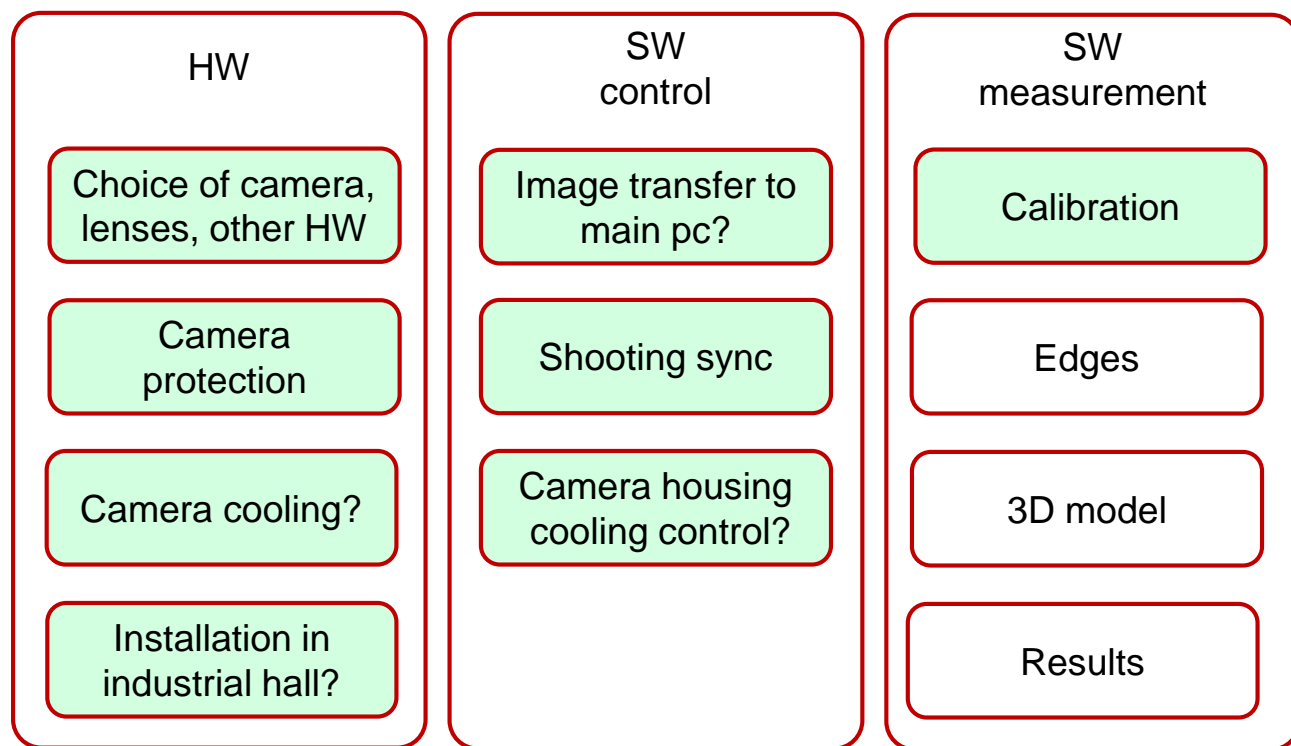 HW
Choice of camera,
lenses, other HW
Camera
protection
Camera cooling?
Installation in
industrial hall?
SW
control
Image transfer to
main pc?
Shooting sync
Camera housing
cooling control?
SW
measurement
Calibration
Edges
3D model
Results